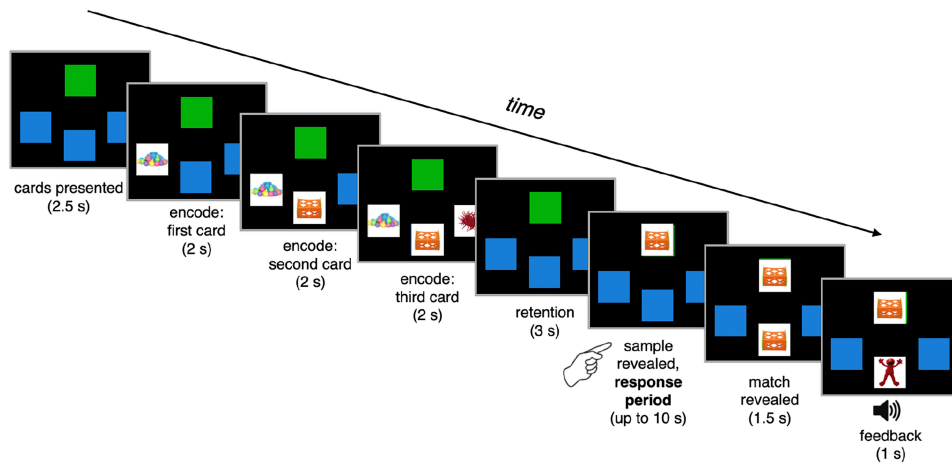 time
cards presented
(2.5 s)
encode:
first card
(2 s)
encode:
second card
(2 s)
encode:
third card
(2 s)
retention
(3 s)
sample
revealed,
response
period
(up to 10 s)
match
revealed
(1.5 s)
feedback
(1 s)